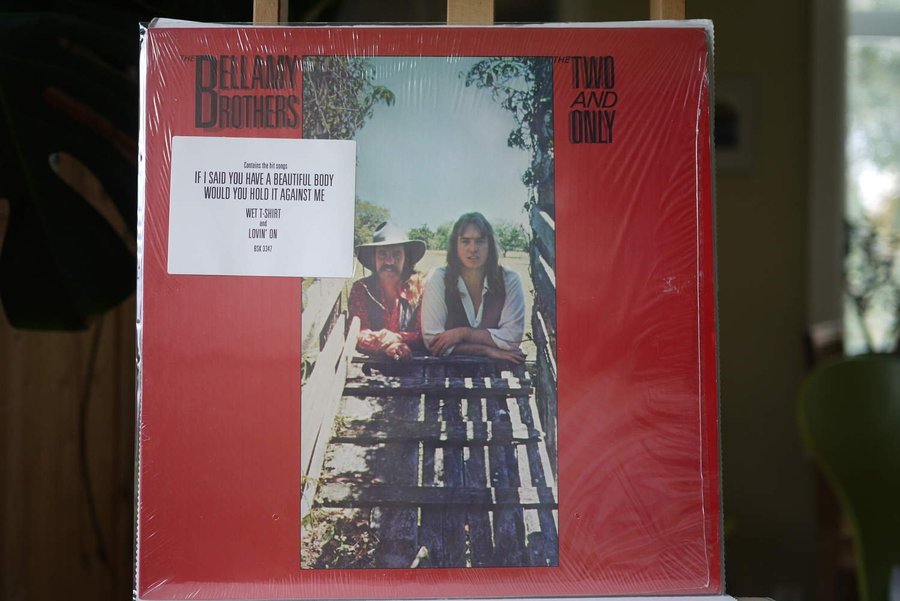 THE
BELLAMY
BROTHERS
THE
TWO
AND
ONLY
Contains the hit songs
IF I SAID YOU HAVE A BEAUTIFUL BODY
WOULD YOU HOLD IT AGAINST ME
WET T-SHIRT
and
LOVIN' ON
BSK 3347